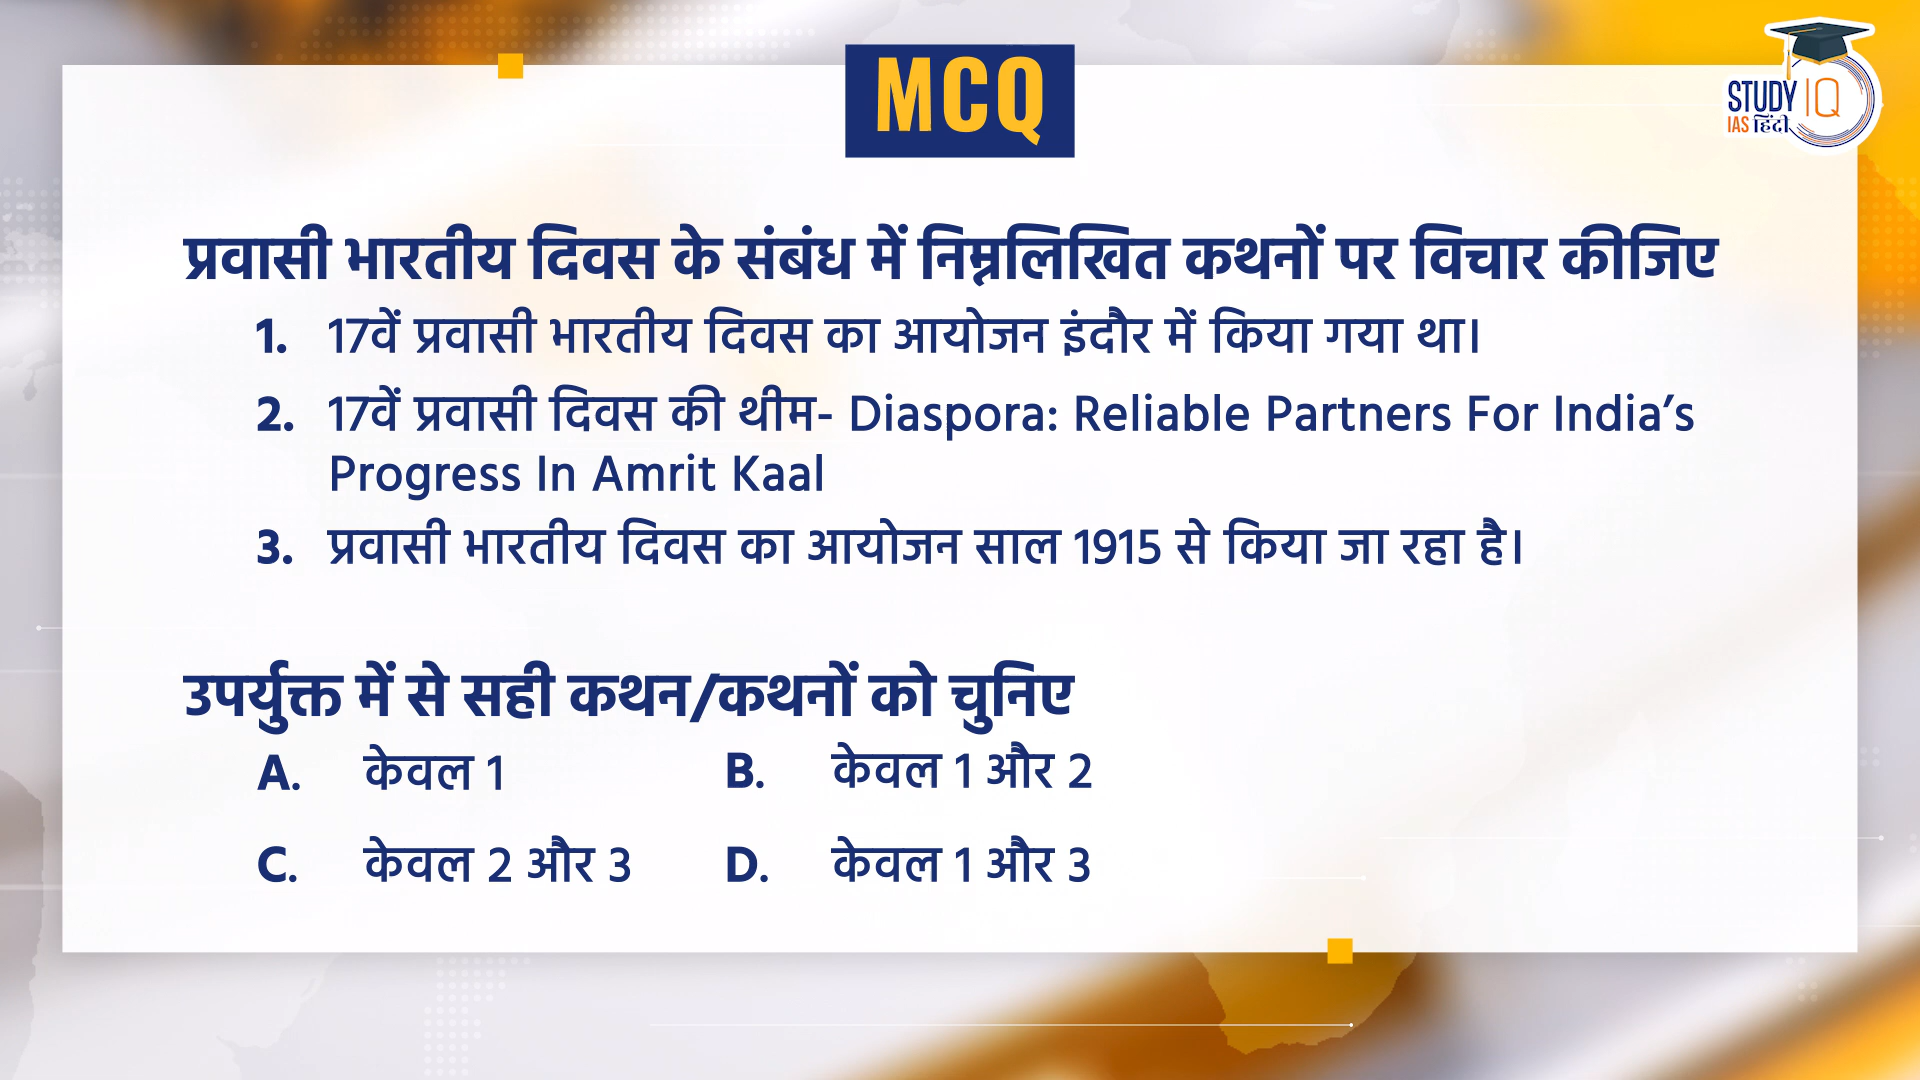 MCQ
STUDY IQ
IAS हिंदी
प्रवासी भारतीय दिवस के संबंध में निम्नलिखित कथनों पर विचार कीजिए
1. 17वें प्रवासी भारतीय दिवस का आयोजन इंदौर में किया गया था।
2. 17वें प्रवासी दिवस की थीम- Diaspora: Reliable Partners For India’s
Progress In Amrit Kaal
3. प्रवासी भारतीय दिवस का आयोजन साल 1915 से किया जा रहा है।
उपर्युक्त में से सही कथन/कथनों को चुनिए
A. केवल 1 B. केवल 1 और 2
C. केवल 2 और 3 D. केवल 1 और 3